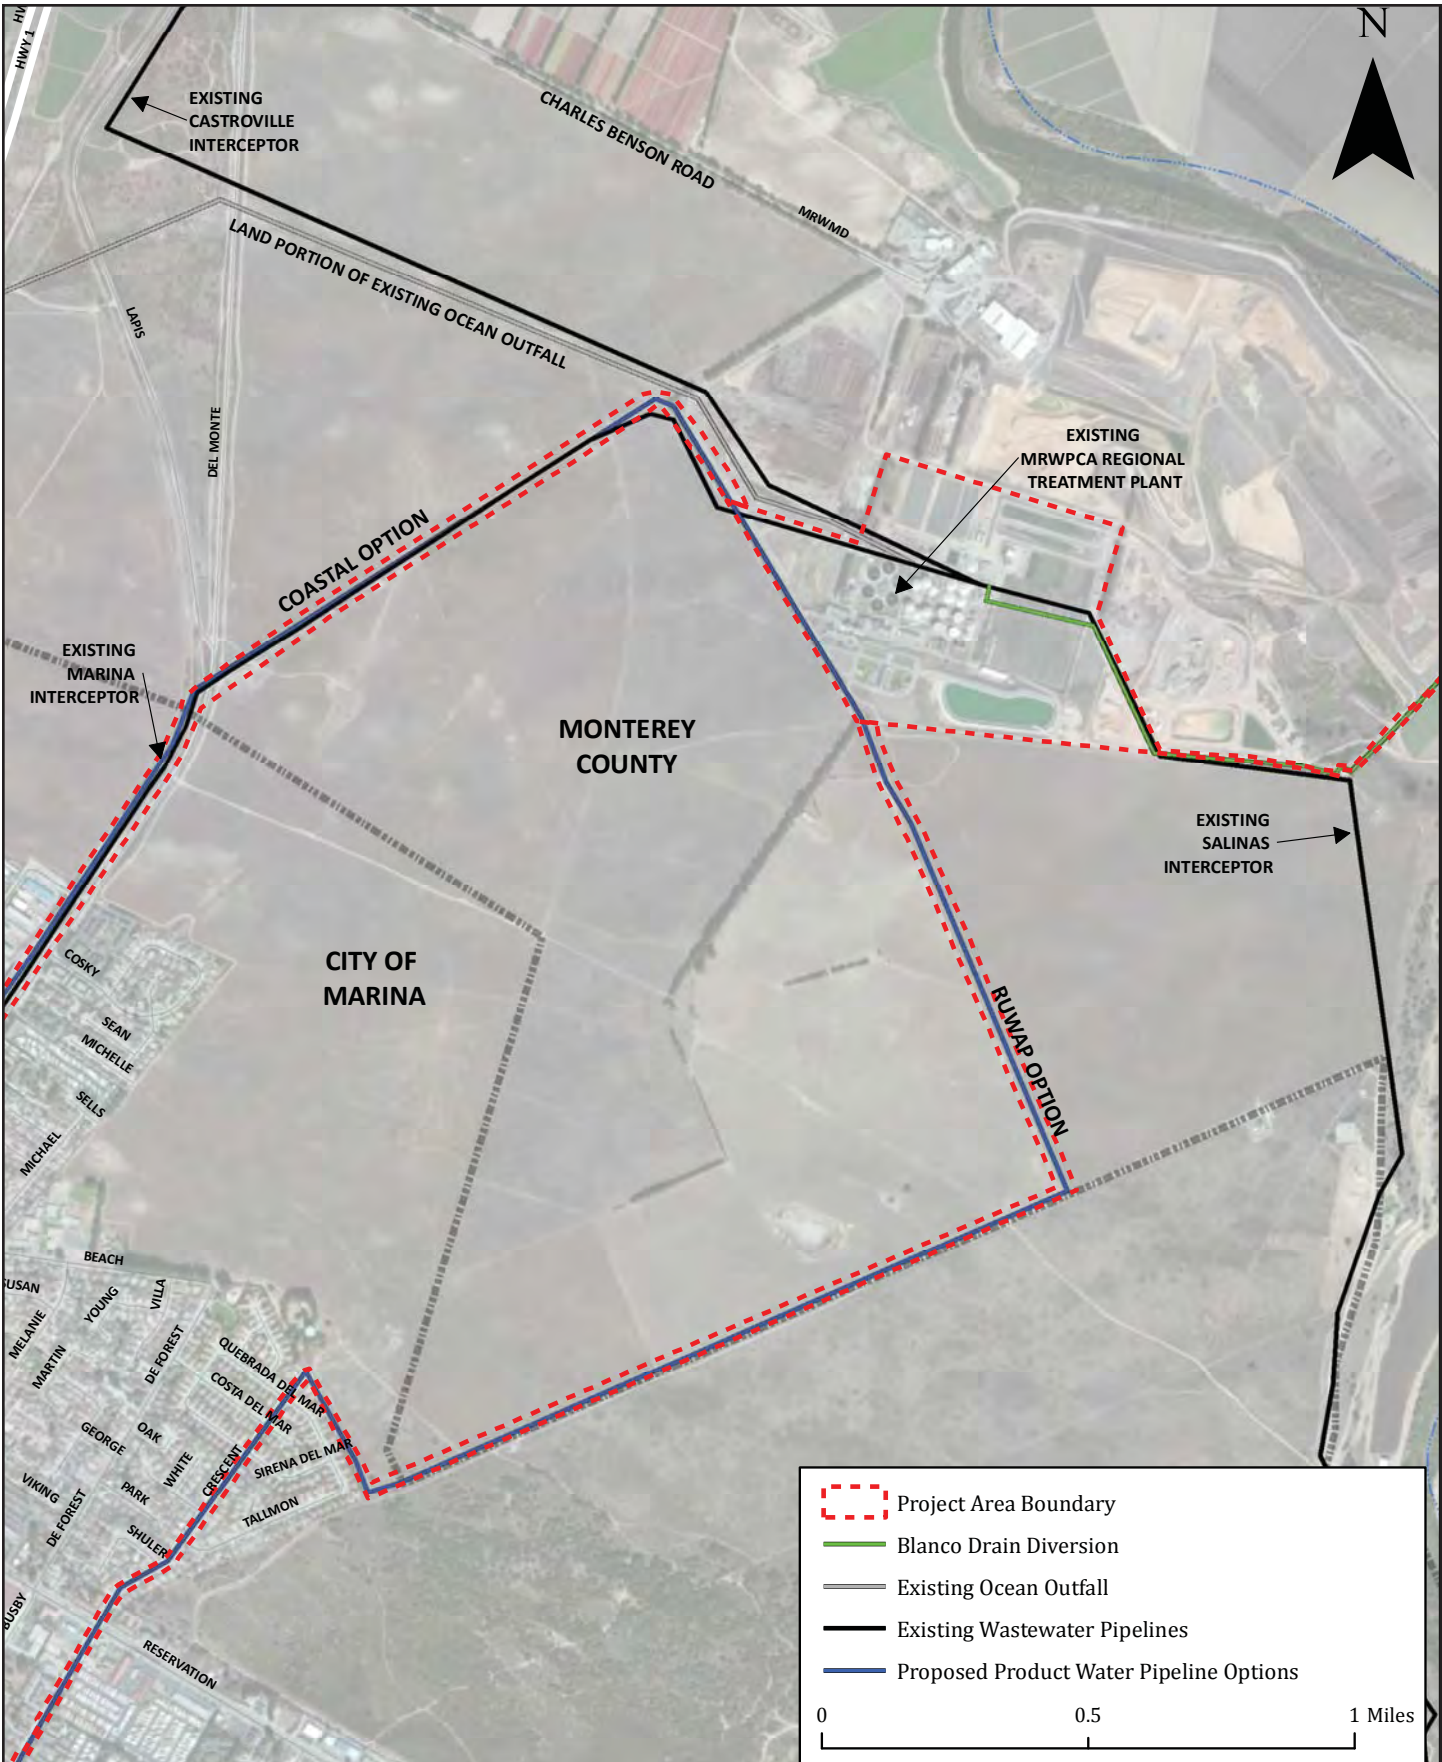 HWY 1
HW
N
EXISTING
CASTROVILLE
INTERCEPTOR
CHARLES BENSON ROAD
MRWMD
LAND PORTION OF EXISTING OCEAN OUTFALL
LAPIS
DEL MONTE
EXISTING
MRWPCA REGIONAL
TREATMENT PLANT
COASTAL OPTION
EXISTING
MARINA
INTERCEPTOR
MONTEREY
COUNTY
EXISTING
SALINAS
INTERCEPTOR
CITY OF
MARINA
RUWAP OPTION
COSKY
SEAN
MICHELLE
SELLS
MICHAEL
BEACH
SUSAN
YOUNG
VILLA
MELANIE
MARTIN
DE FOREST
QUEBRADA DEL MAR
COSTA DEL MAR
OAK
GEORGE
WHITE
CRESCENT
SIRENA DEL MAR
VIKING
PARK
DE FOREST
TALLMON
SHULER
BUSBY
RESERVATION
Project Area Boundary
Blanco Drain Diversion
Existing Ocean Outfall
Existing Wastewater Pipelines
Proposed Product Water Pipeline Options
0 0.5 1 Miles